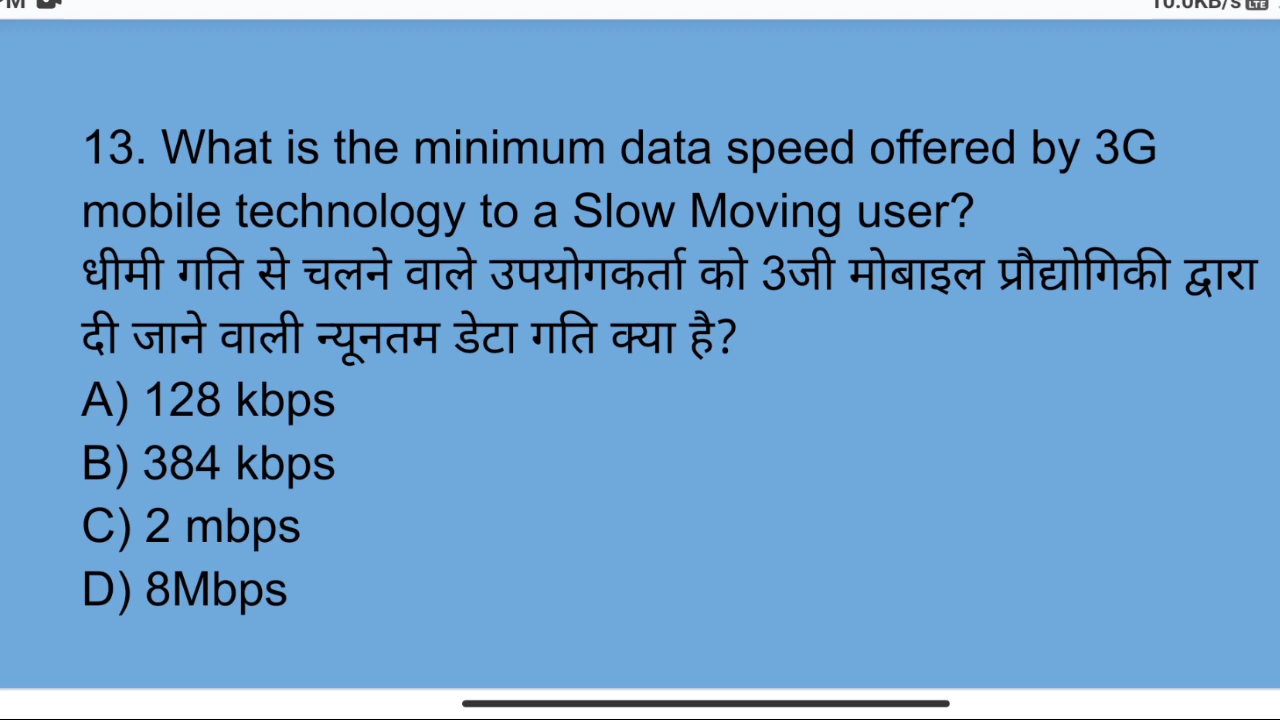 13. What is the minimum data speed offered by 3G
mobile technology to a Slow Moving user?
धीमी गति से चलने वाले उपयोगकर्ता को 3जी मोबाइल प्रौद्योगिकी द्वारा
दी जाने वाली न्यूनतम डेटा गति क्या है?
A) 128 kbps
B) 384 kbps
C) 2 mbps
D) 8Mbps